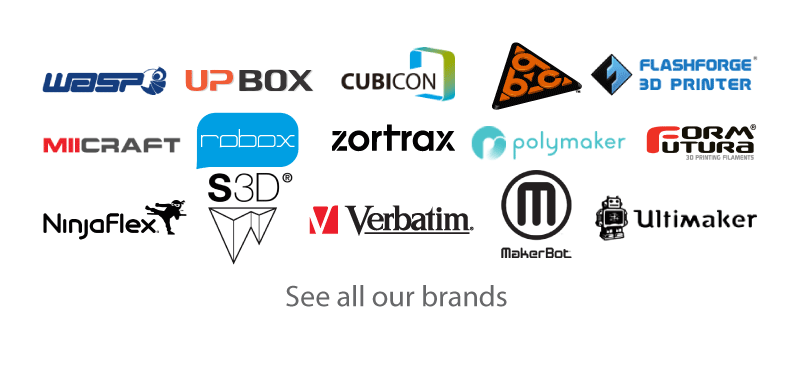 WASP
UP BOX
CUBICON
FLASHFORGE®
3D PRINTER
MIICRAFT
robox
zortrax
polymaker
FORM®
FUTURA
3D PRINTING FILAMENTS
NINJAFLEX
S3D®
Verbatim.
MakerBot
Ultimaker
See all our brands